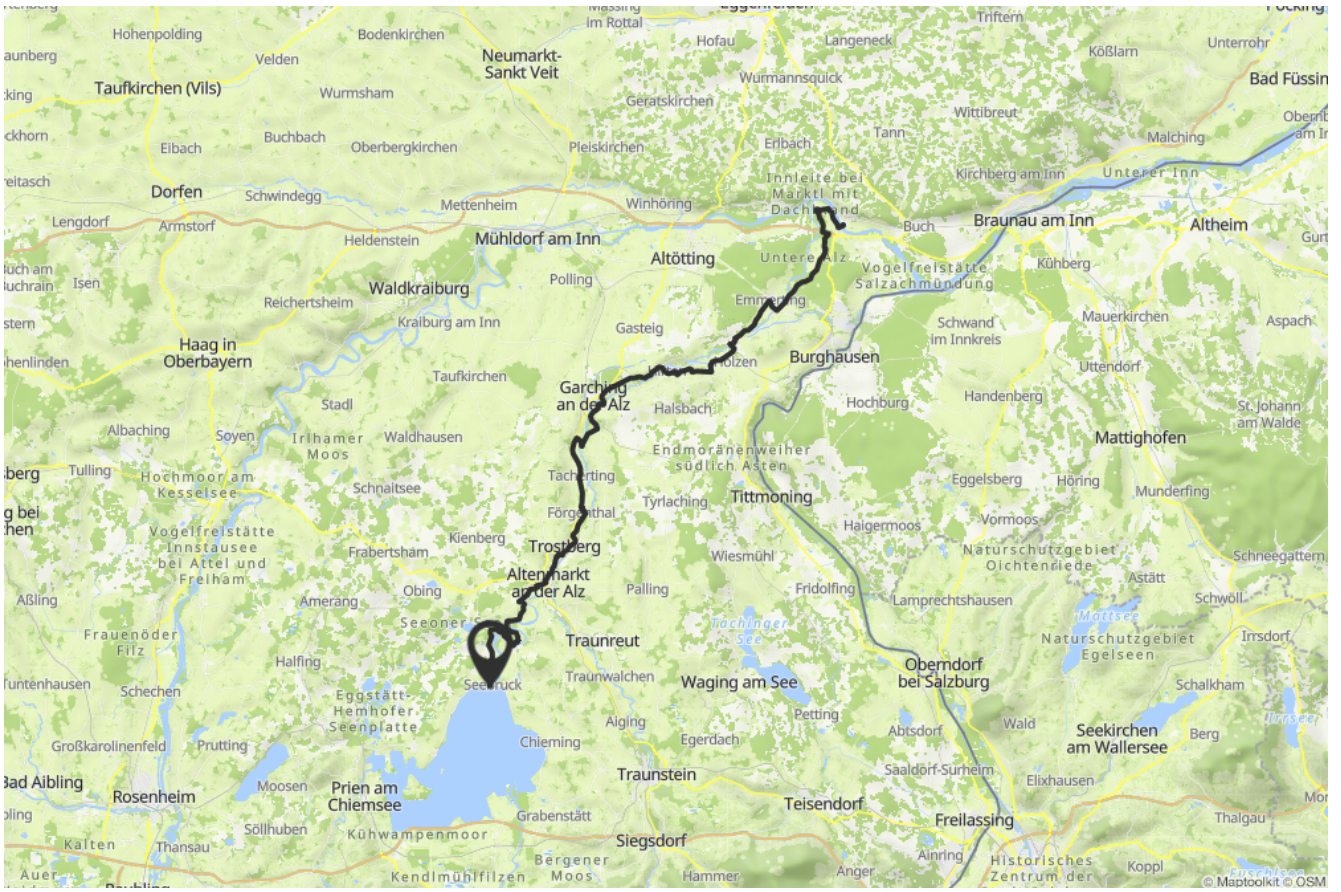 Hohenpolding
Bodenkirchen
Massing
im Rottal
Eggenfelden
Triftern
Pocking
Hofau
Langeneck
Kößlarn
Unterrohr
Velden
Neumarkt-
Sankt Veit
Wurmannsquick
Bad Füssin
Taufkirchen (Vils)
Wurmsham
Geratskirchen
Wittibreut
Buchbach
Oberbergkirchen
Pleiskirchen
Erlbach
Tann
Malching
Eibach
Innleite bei
Marktl mit
Kirchberg am Inn
Unterer Inn
Dorfen
Schwindegg
Mettenheim
Winhöring
Lengdorf
Armstorf
Heldenstein
Mühldorf am Inn
Buch
Braunau am Inn
Altheim
Altötting
Untere Alz
Vogelfreistätte
Salzachmündung
Kühberg
Isen
Polling
Waldkraiburg
Reichertsheim
Kraiburg am Inn
Gasteig
Schwand
im Innkreis
Mauerkirchen
Aspach
Haag in
Oberbayern
Burghausen
Uttendorf
Taufkirchen
Garching
an der Alz
Halsbach
Hochburg
Handenberg
Stadl
St. Johann
am Walde
Albaching
Soyen
Irlhamer
Moos
Waldhausen
Mattighofen
Endmoränenweiher
südlich Asten
Tulling
Hochmoor am
Kesselsee
Schnaitsee
Tacherting
Tyrlaching
Tittmoning
Eggelsberg
Höring
Munderfing
Vogelfreistätte
Innstausee
bei Attel und
Freiham
Förgenthal
Haigermoos
Vormoos
Kienberg
Frabertsham
Trostberg
Wiesmühl
Naturschutzgebiet
Oichtenriede
Schneegattern
Altenmarkt
an der Alz
Aßling
Amerang
Obing
Palling
Fridolfing
Lamprechtshausen
Astätt
Schwöll
Frauenöder
Filz
Seeoner
Tachinger
See
Mattsee
Naturschutzgebiet
Egelseen
Irrsdorf
Traunreut
Halfing
Oberndorf
bei Salzburg
Tuntenhausen
Schechen
Eggstätt-
Hemhofer
Seenplatte
Seebruck
Traunwalchen
Waging am See
Schalkham
Petting
Irrsee
Aiging
Egerdach
Abtsdorf
Wald
Seekirchen
am Wallersee
Berg
Großkarolinenfeld
Prutting
Chieming
Saaldorf-Surheim
Bad Aibling
Rosenheim
Moosen
Prien am
Chiemsee
Traunstein
Elixhausen
Teisendorf
Söllhuben
Grabenstätt
Freilassing
Thalgau
Kalten
Thansau
Kühwampenmoor
Siegsdorf
Bergener
Moos
Kendlmühlfilzen
Hammer
Anger
Ainring
Historisches
Zentrum der
Koppl
Auer
© Maptoolkit © OSM